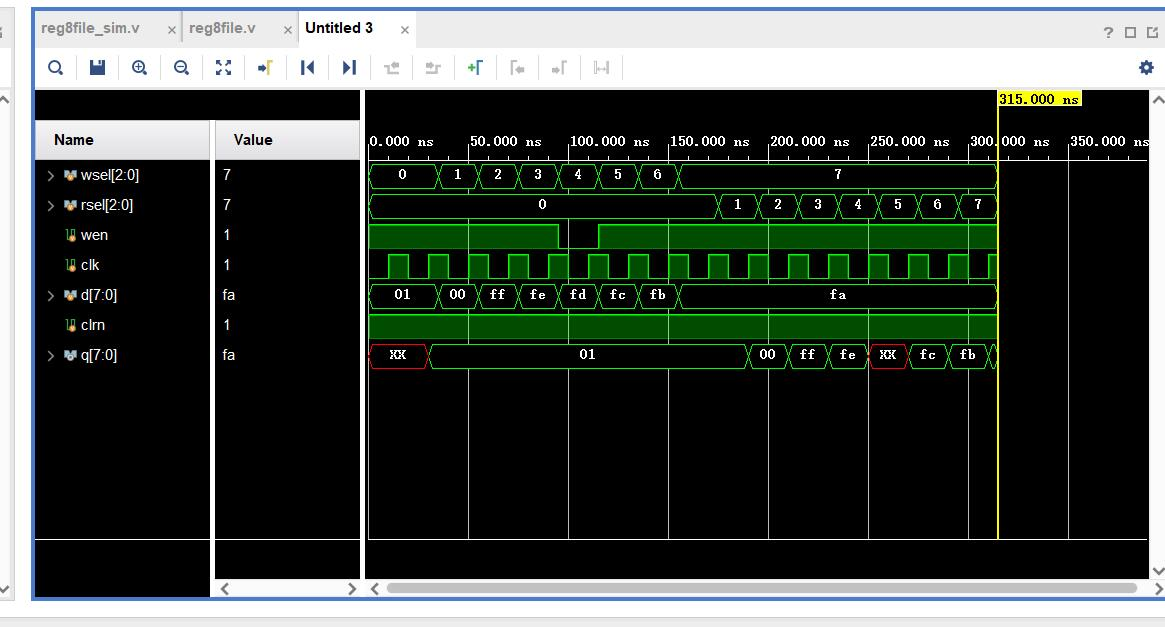 reg8file_sim.v × reg8file.v × Untitled 3 ×
315.000 ns
Name Value
0.000 ns 50.000 ns 100.000 ns 150.000 ns 200.000 ns 250.000 ns 300.000 ns 350.000 ns
wsel[2:0] 7 0 1 2 3 4 5 6 7
rsel[2:0] 7 0 1 2 3 4 5 6 7
wen 1
clk 1
d[7:0] fa 01 00 ff fe fd fc fb fa
clrn 1
q[7:0] fa XX 01 00 ff fe XX fc fb